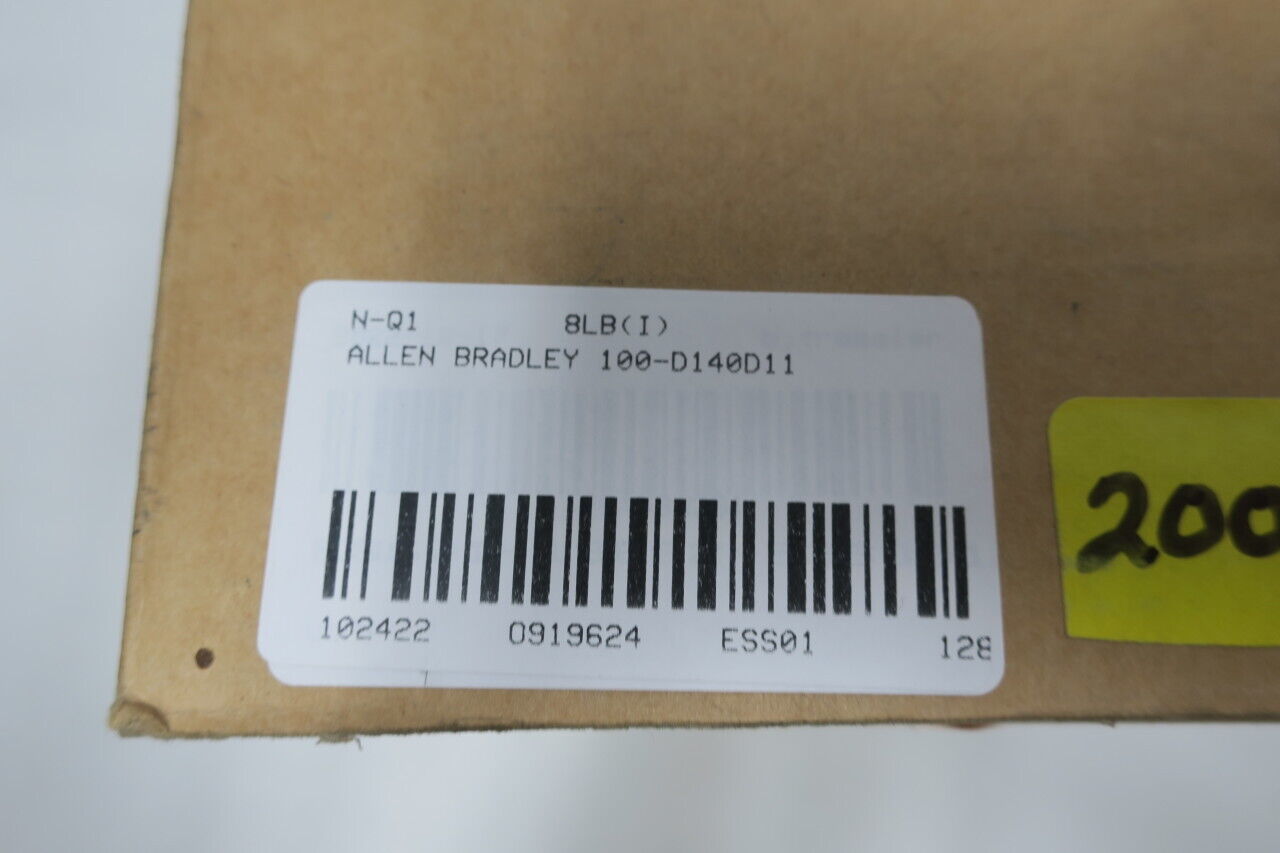 N-Q1 8LB(I)
ALLEN BRADLEY 100-D140D11
102422 0919624 ESS01 128
200